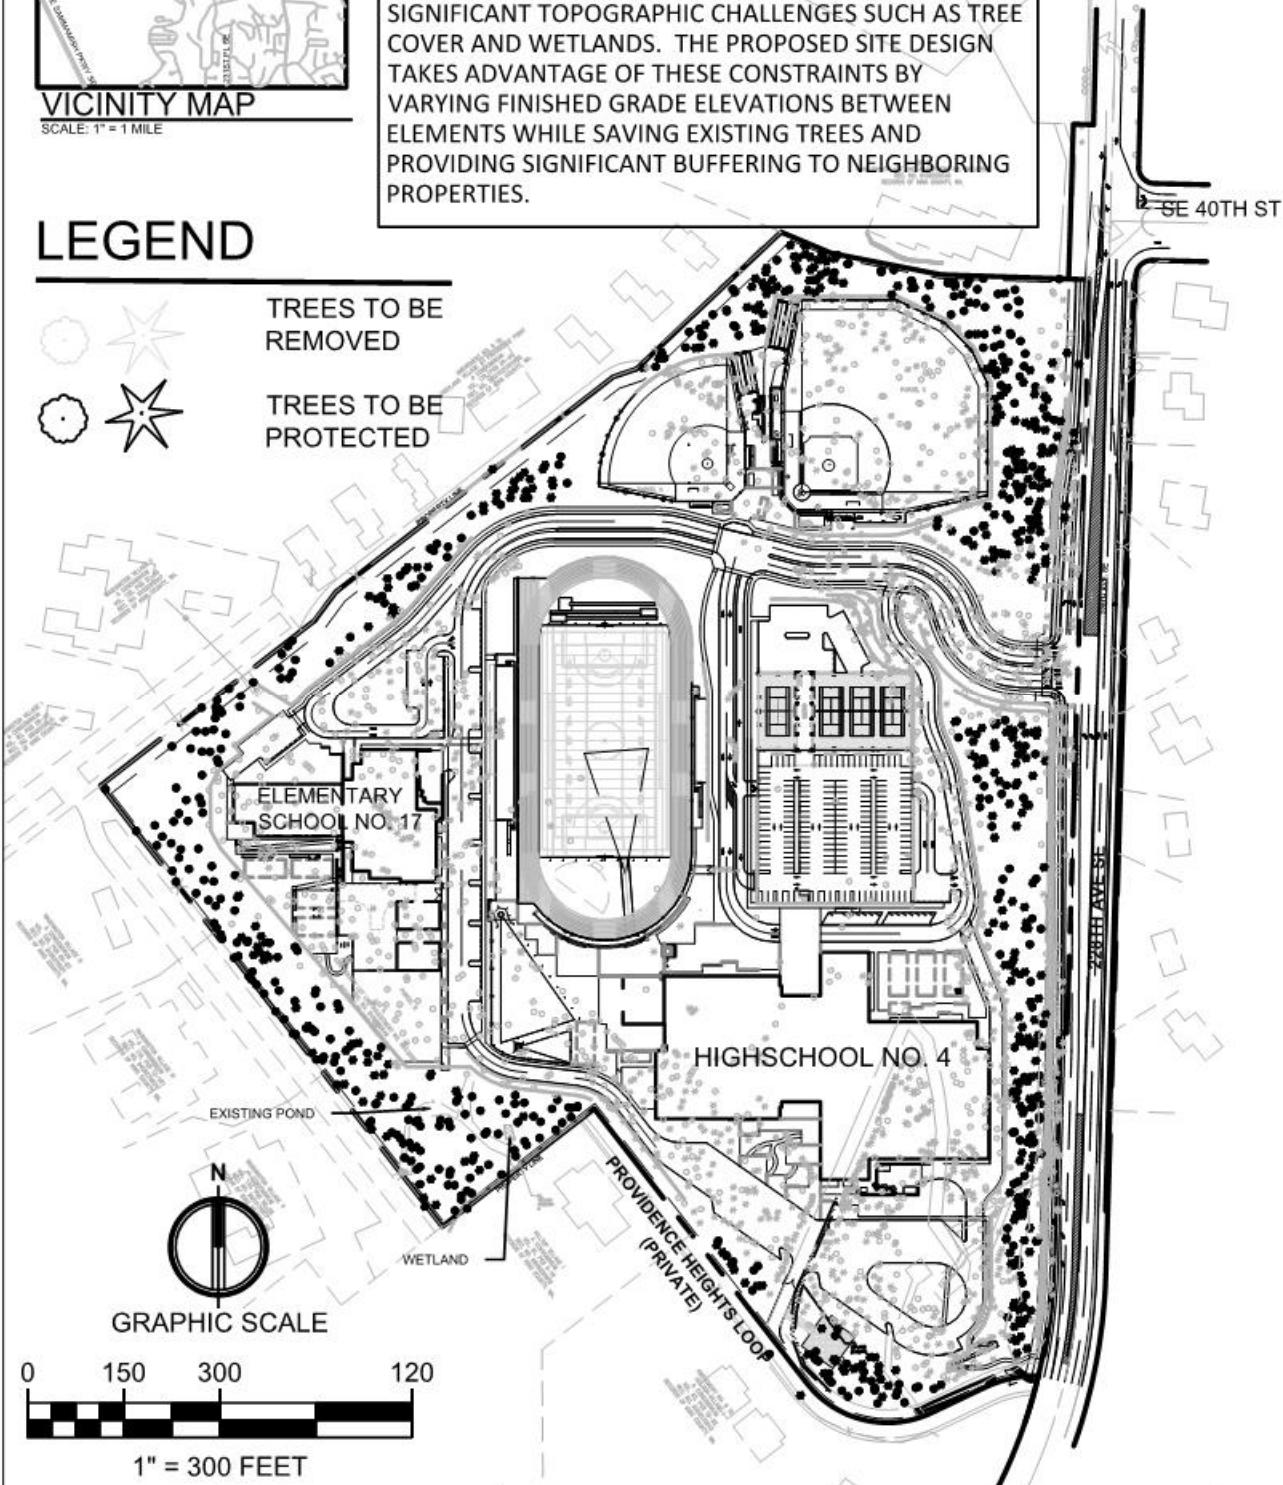 SIGNIFICANT TOPOGRAPHIC CHALLENGES SUCH AS TREE
COVER AND WETLANDS. THE PROPOSED SITE DESIGN
TAKES ADVANTAGE OF THESE CONSTRAINTS BY
VARYING FINISHED GRADE ELEVATIONS BETWEEN
ELEMENTS WHILE SAVING EXISTING TREES AND
PROVIDING SIGNIFICANT BUFFERING TO NEIGHBORING
PROPERTIES.
VICINITY MAP
SCALE: 1" = 1 MILE
SE 40TH ST
LEGEND
TREES TO BE
REMOVED
TREES TO BE
PROTECTED
ELEMENTARY
SCHOOL NO. 17
228TH AVE SE
HIGHSCHOOL NO. 4
EXISTING POND
WETLAND
PROVIDENCE HEIGHTS LOOP
(PRIVATE)
N
GRAPHIC SCALE
0 150 300 120
1" = 300 FEET